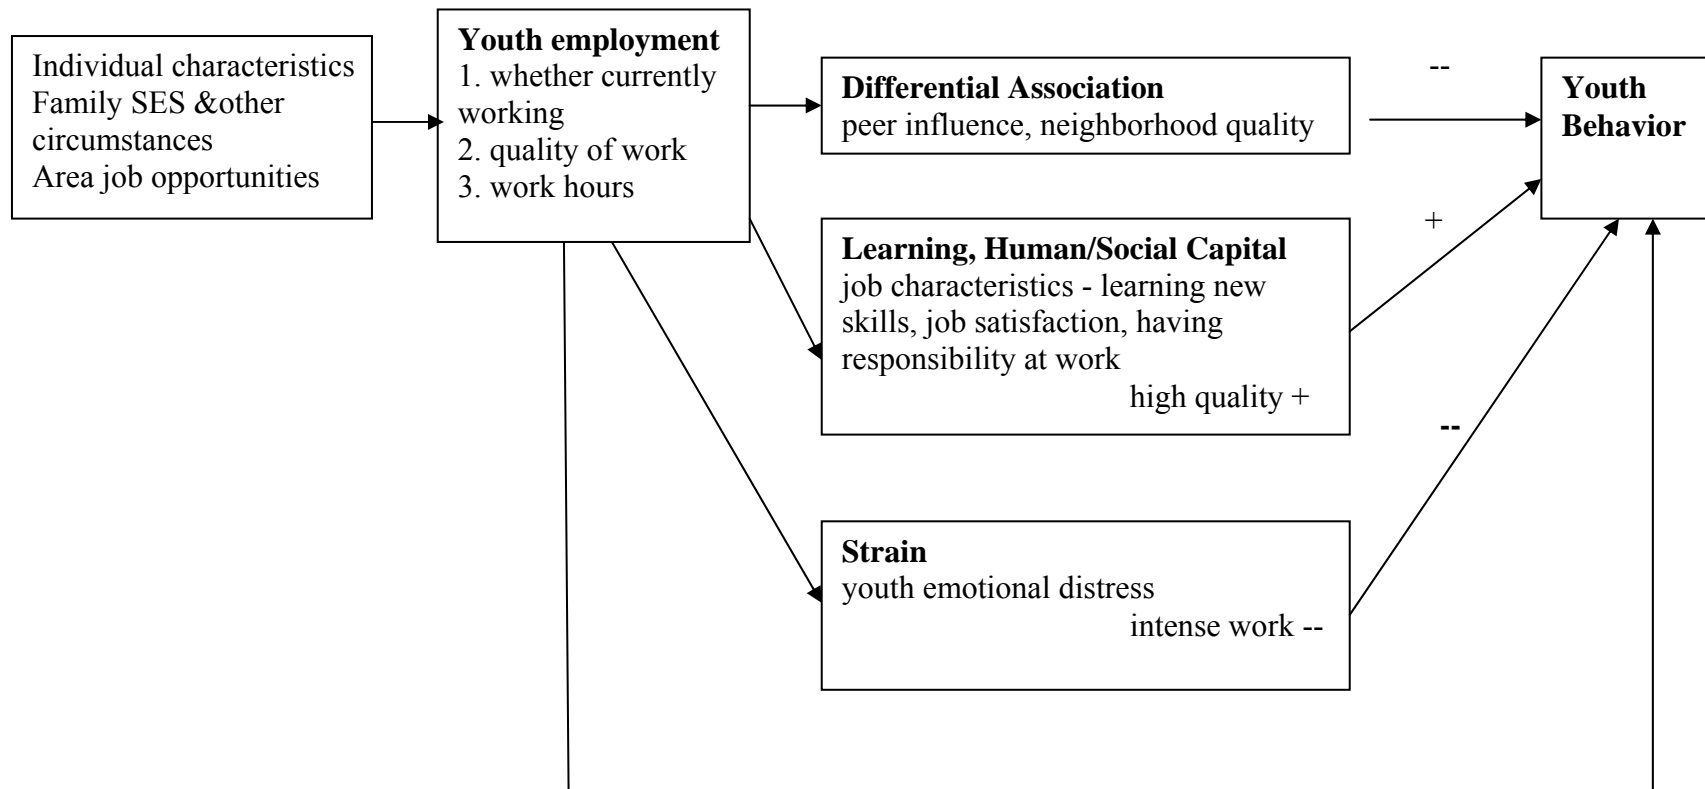 Individual characteristics
Family SES &other
circumstances
Area job opportunities
Youth employment
1. whether currently
working
2. quality of work
3. work hours
Differential Association
peer influence, neighborhood quality
--
Youth
Behavior
Learning, Human/Social Capital
job characteristics - learning new
skills, job satisfaction, having
responsibility at work
high quality +
+
Strain
youth emotional distress
intense work --
--